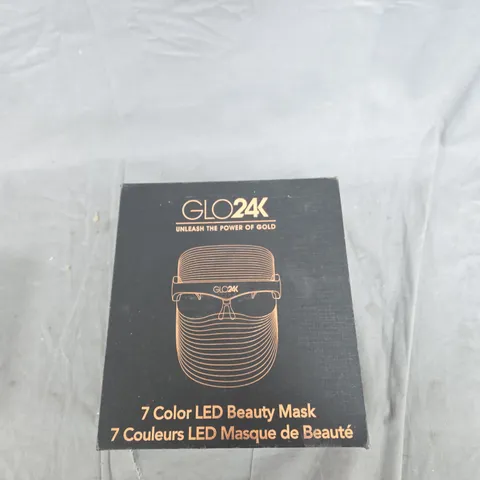 GLO24K
UNLEASH THE POWER OF GOLD
GLO24K
7 Color LED Beauty Mask
7 Couleurs LED Masque de Beauté